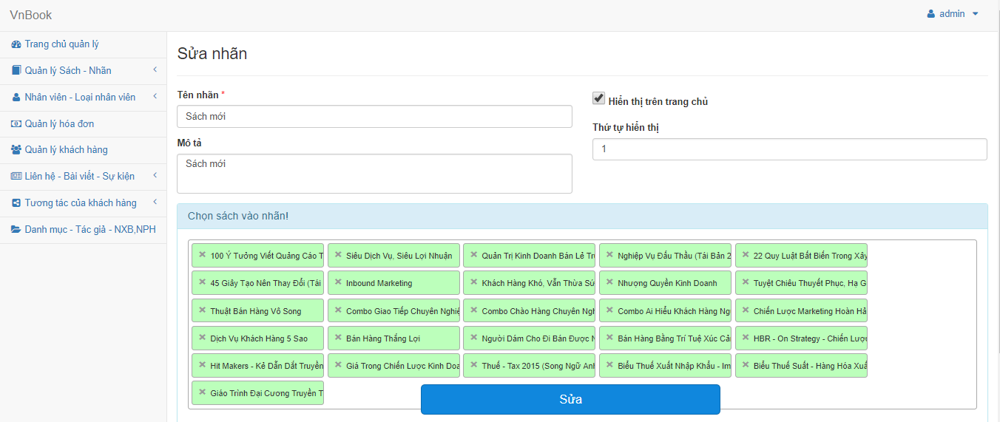 VnBook
admin
Trang chủ quản lý
Quản lý Sách - Nhãn
Nhân viên - Loại nhân viên
Quản lý hóa đơn
Quản lý khách hàng
Liên hệ - Bài viết - Sự kiện
Tương tác của khách hàng
Danh mục - Tác giả - NXB,NPH
Sửa nhãn
Tên nhãn *
Sách mới
Mô tả
Sách mới
Hiển thị trên trang chủ
Thứ tự hiển thị
1
Chọn sách vào nhãn!
× 100 Ý Tưởng Viết Quảng Cáo T
× Siêu Dịch Vụ, Siêu Lợi Nhuận
× Quản Trị Kinh Doanh Bán Lẻ Tr
× Nghiệp Vụ Đấu Thầu (Tái Bản 2
× 22 Quy Luật Bất Biến Trong Xây
× 45 Giây Tạo Nên Thay Đổi (Tái
× Inbound Marketing
× Khách Hàng Khó, Vẫn Thừa Sứ
× Nhượng Quyền Kinh Doanh
× Tuyệt Chiêu Thuyết Phục, Hạ G
× Thuật Bán Hàng Vô Song
× Combo Giao Tiếp Chuyên Nghiệ
× Combo Chào Hàng Chuyên Ngh
× Combo Ai Hiểu Khách Hàng Ng
× Chiến Lược Marketing Hoàn Hả
× Dịch Vụ Khách Hàng 5 Sao
× Bán Hàng Thắng Lợi
× Người Dám Cho Đi Bán Được N
× Bán Hàng Bằng Trí Tuệ Xúc Cả
× HBR - On Strategy - Chiến Lược
× Hit Makers - Kẻ Dẫn Dắt Truyền
× Giá Trong Chiến Lược Kinh Doa
× Thuế - Tax 2015 (Song Ngữ Anh
× Biểu Thuế Xuất Nhập Khẩu - Im
× Biểu Thuế Suất - Hàng Hóa Xuấ
× Giáo Trình Đại Cương Truyền T
Sửa